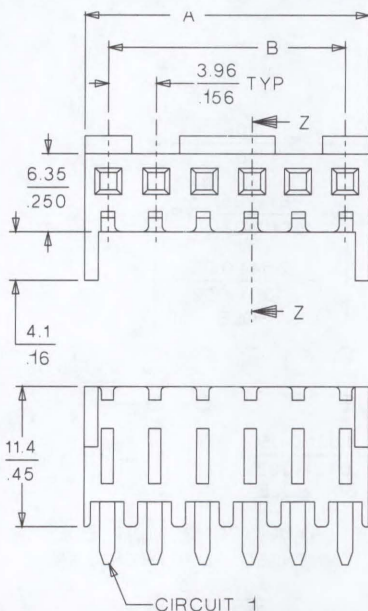 A
B
3.96
.156
TYP
Z
6.35
.250
Z
4.1
.16
11.4
.45
CIRCUIT 1